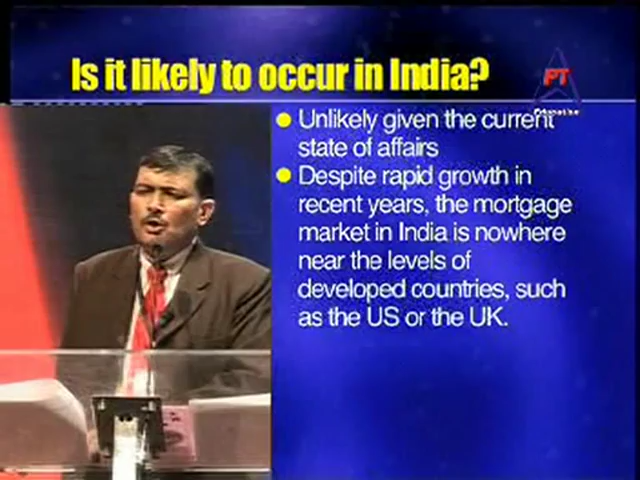 Is it likely to occur in India?
PT
Education
Unlikely given the current
state of affairs
Despite rapid growth in
recent years, the mortgage
market in India is nowhere
near the levels of
developed countries, such
as the US or the UK.